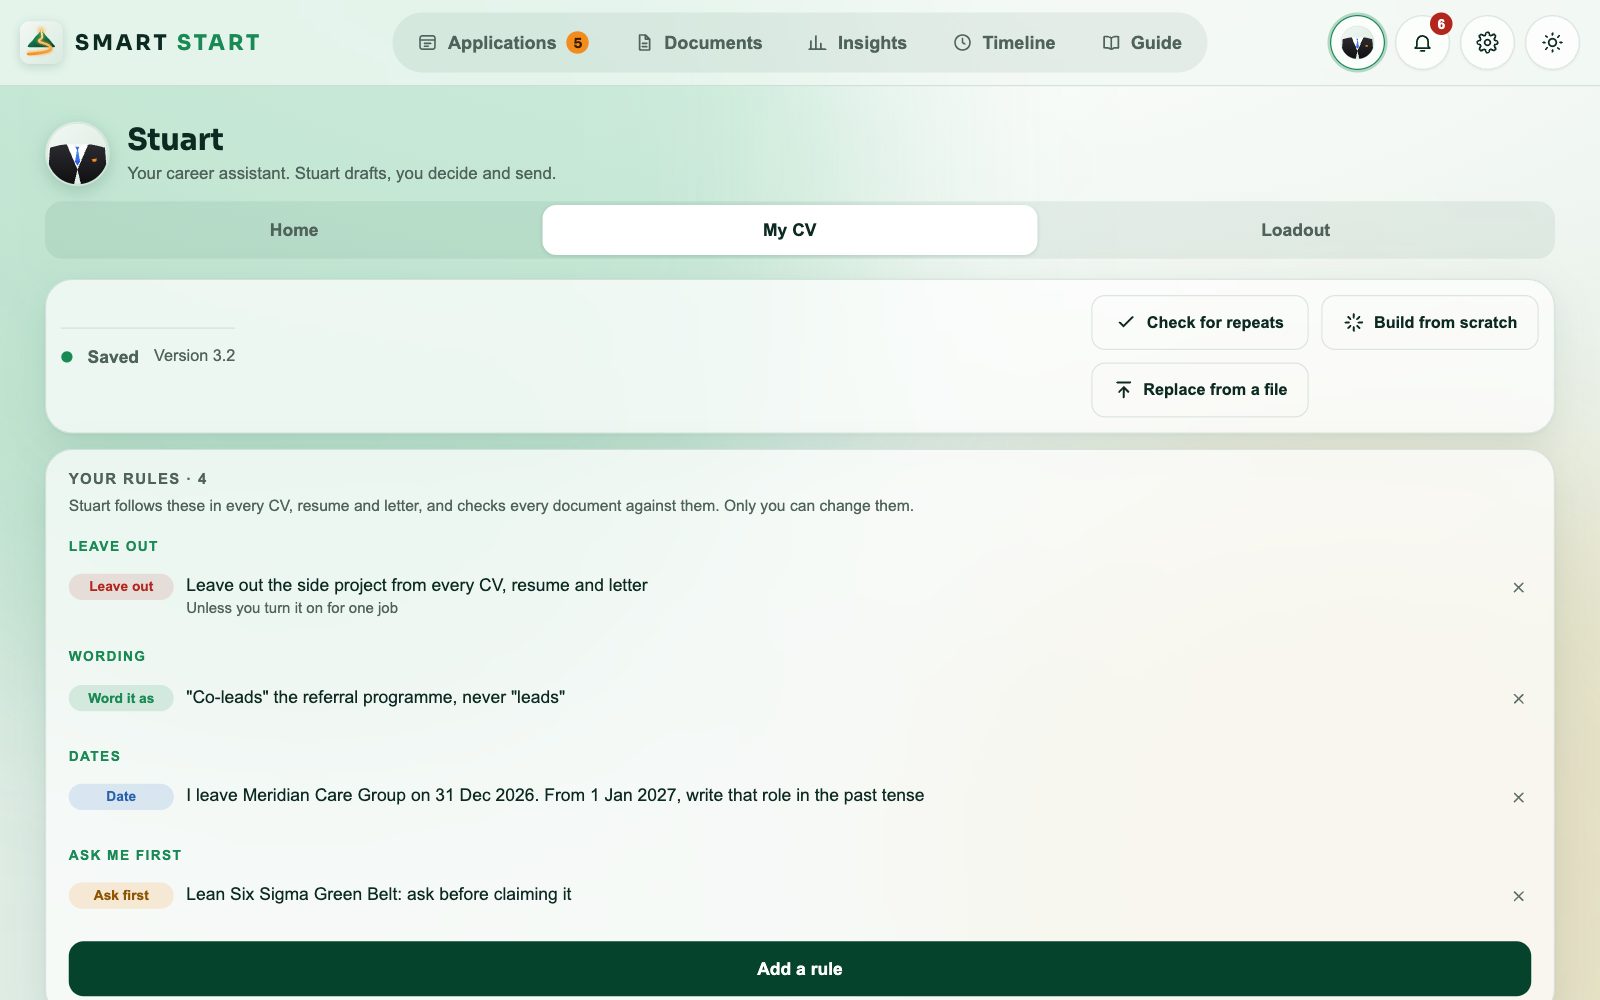 SMART START
Applications 5
Documents
Insights
Timeline
Guide
6
Stuart
Your career assistant. Stuart drafts, you decide and send.
Home
My CV
Loadout
Saved Version 3.2
Check for repeats
Build from scratch
Replace from a file
YOUR RULES · 4
Stuart follows these in every CV, resume and letter, and checks every document against them. Only you can change them.
LEAVE OUT
Leave out Leave out the side project from every CV, resume and letter
Unless you turn it on for one job
WORDING
Word it as "Co-leads" the referral programme, never "leads"
DATES
Date I leave Meridian Care Group on 31 Dec 2026. From 1 Jan 2027, write that role in the past tense
ASK ME FIRST
Ask first Lean Six Sigma Green Belt: ask before claiming it
Add a rule